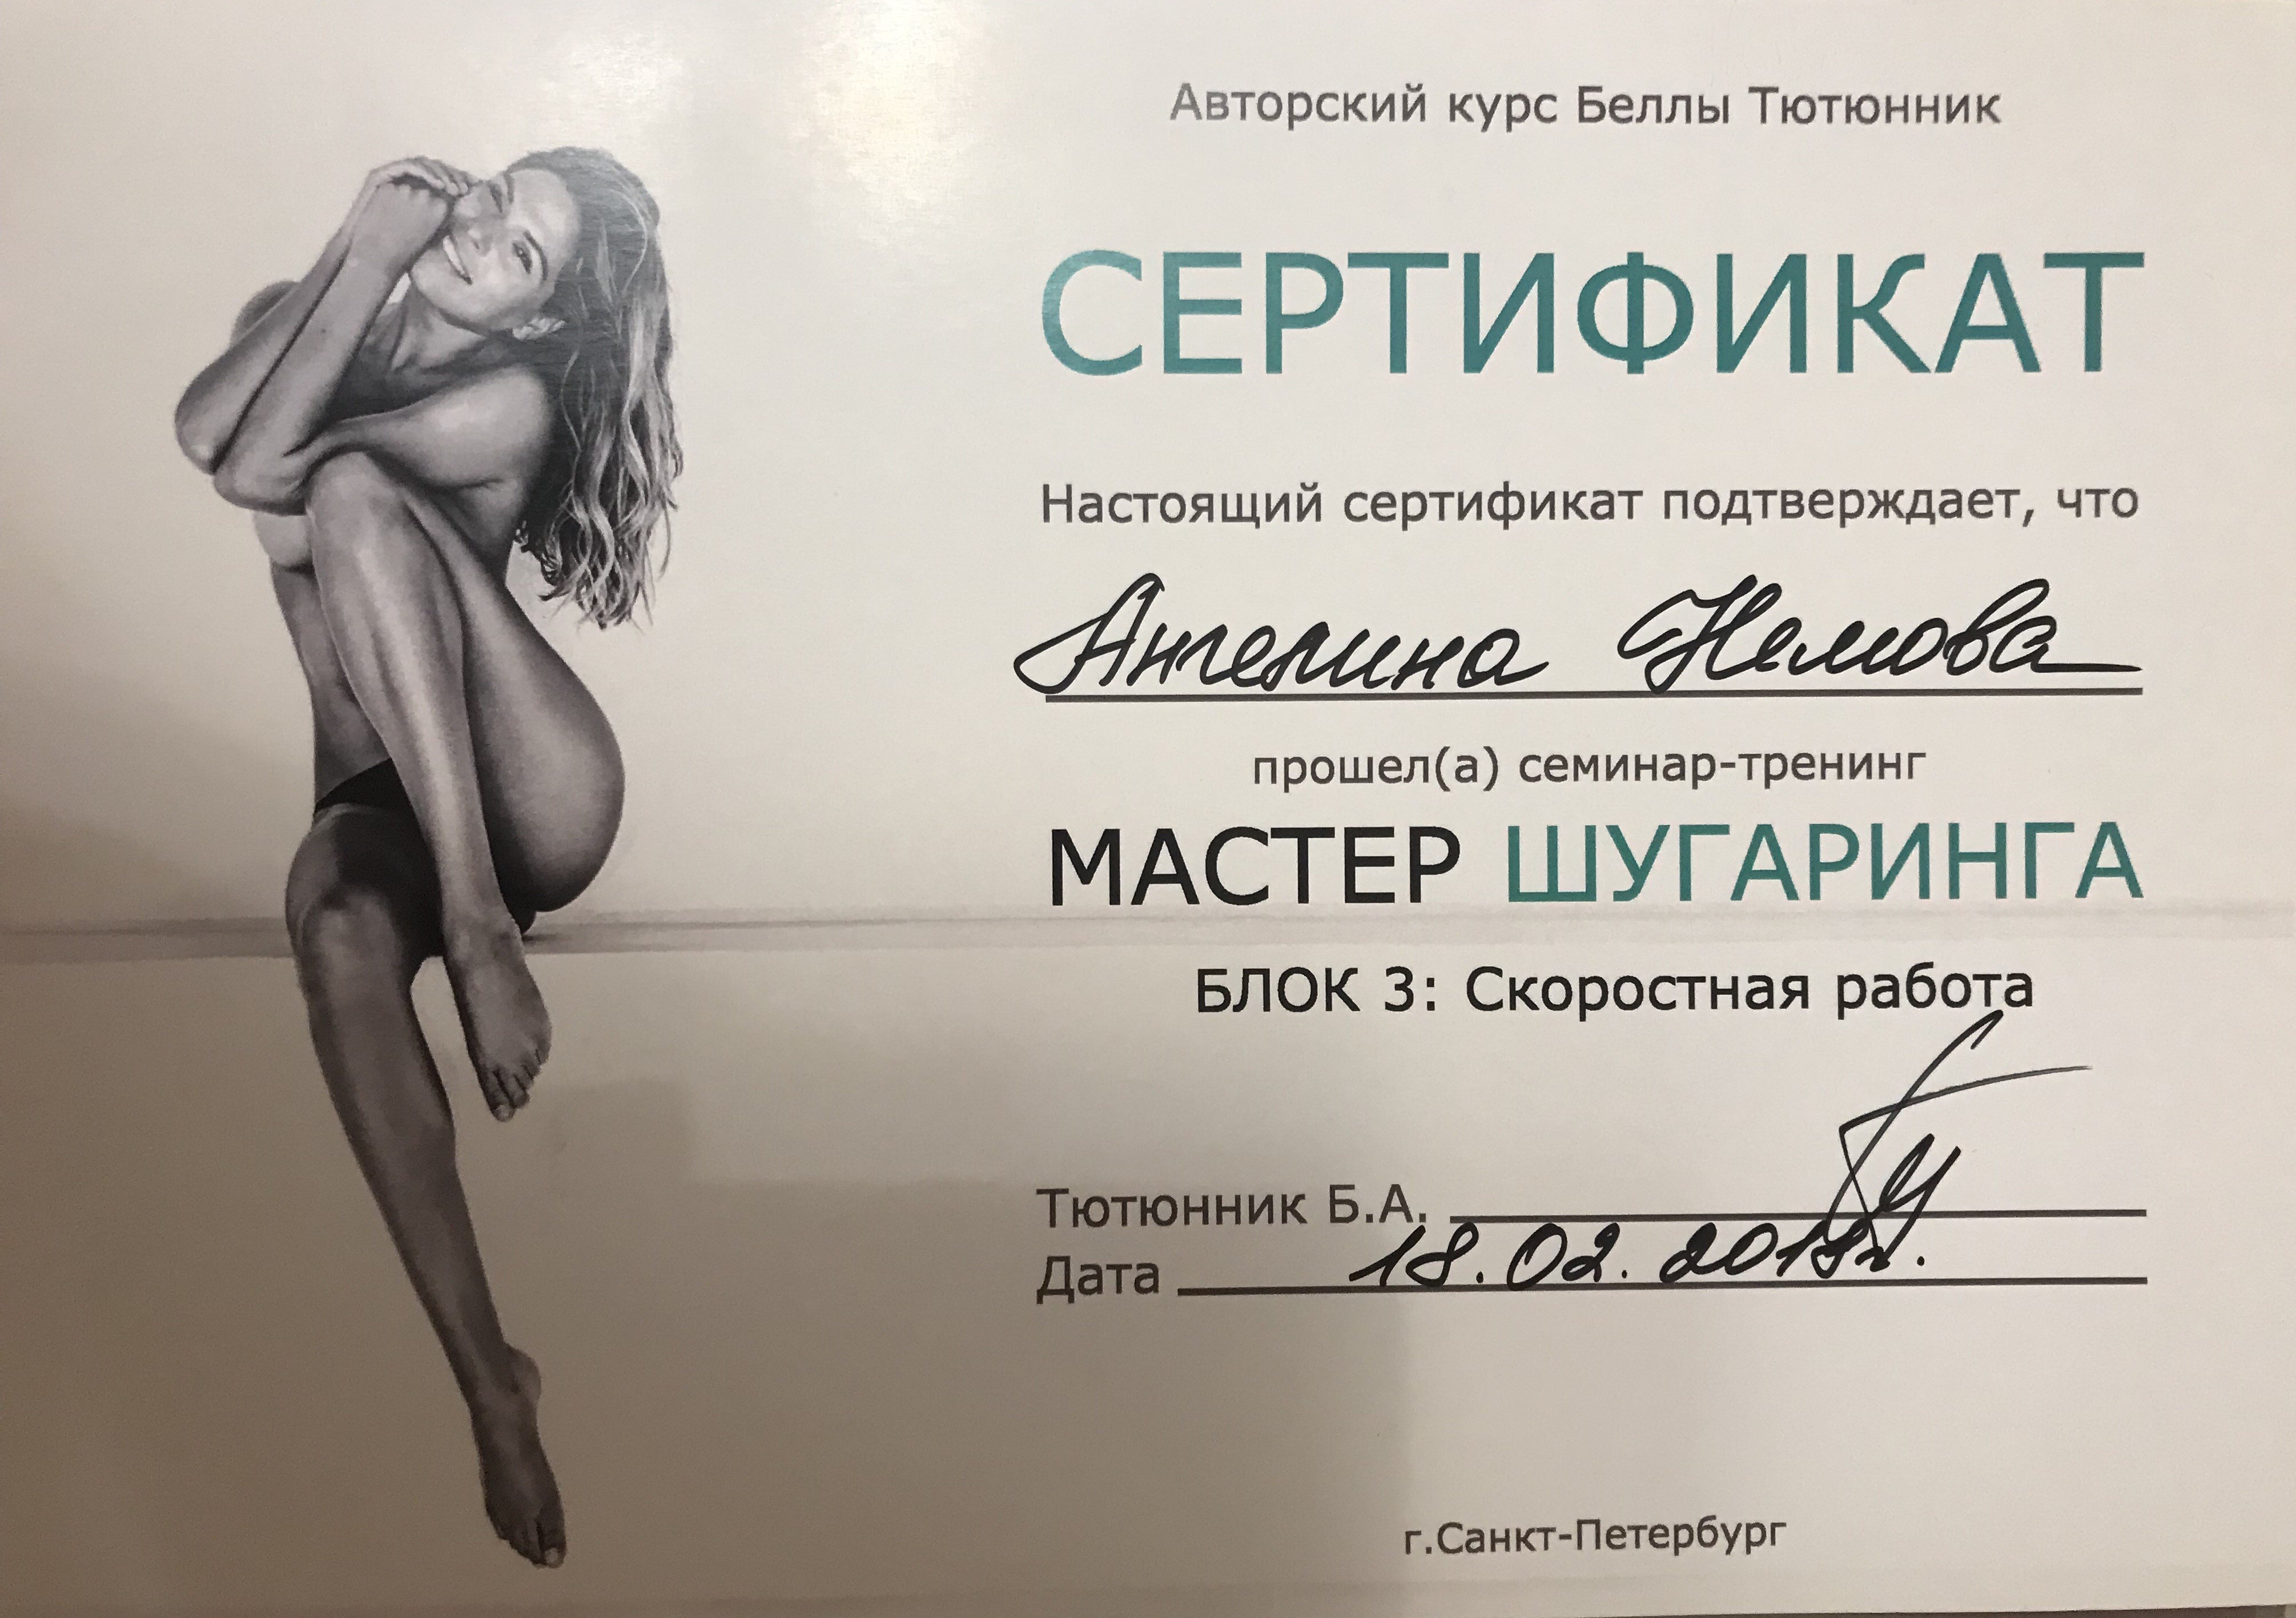 Авторский курс Беллы Тютюнник
СЕРТИФИКАТ
Настоящий сертификат подтверждает, что
Ангелина Немова
прошел(а) семинар-тренинг
МАСТЕР ШУГАРИНГА
БЛОК 3: Скоростная работа
Тютюнник Б.А.
Дата 18.02.2018г.
г.Санкт-Петербург